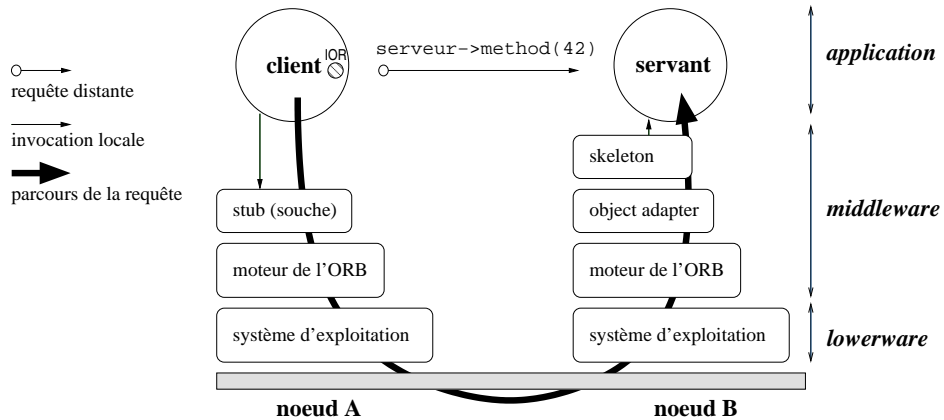 requête distante
invocation locale
parcours de la requête
client
IOR
serveur->method(42)
servant
application
skeleton
stub (souche)
object adapter
middleware
moteur de l'ORB
moteur de l'ORB
système d'exploitation
système d'exploitation
lowerware
noeud A
noeud B